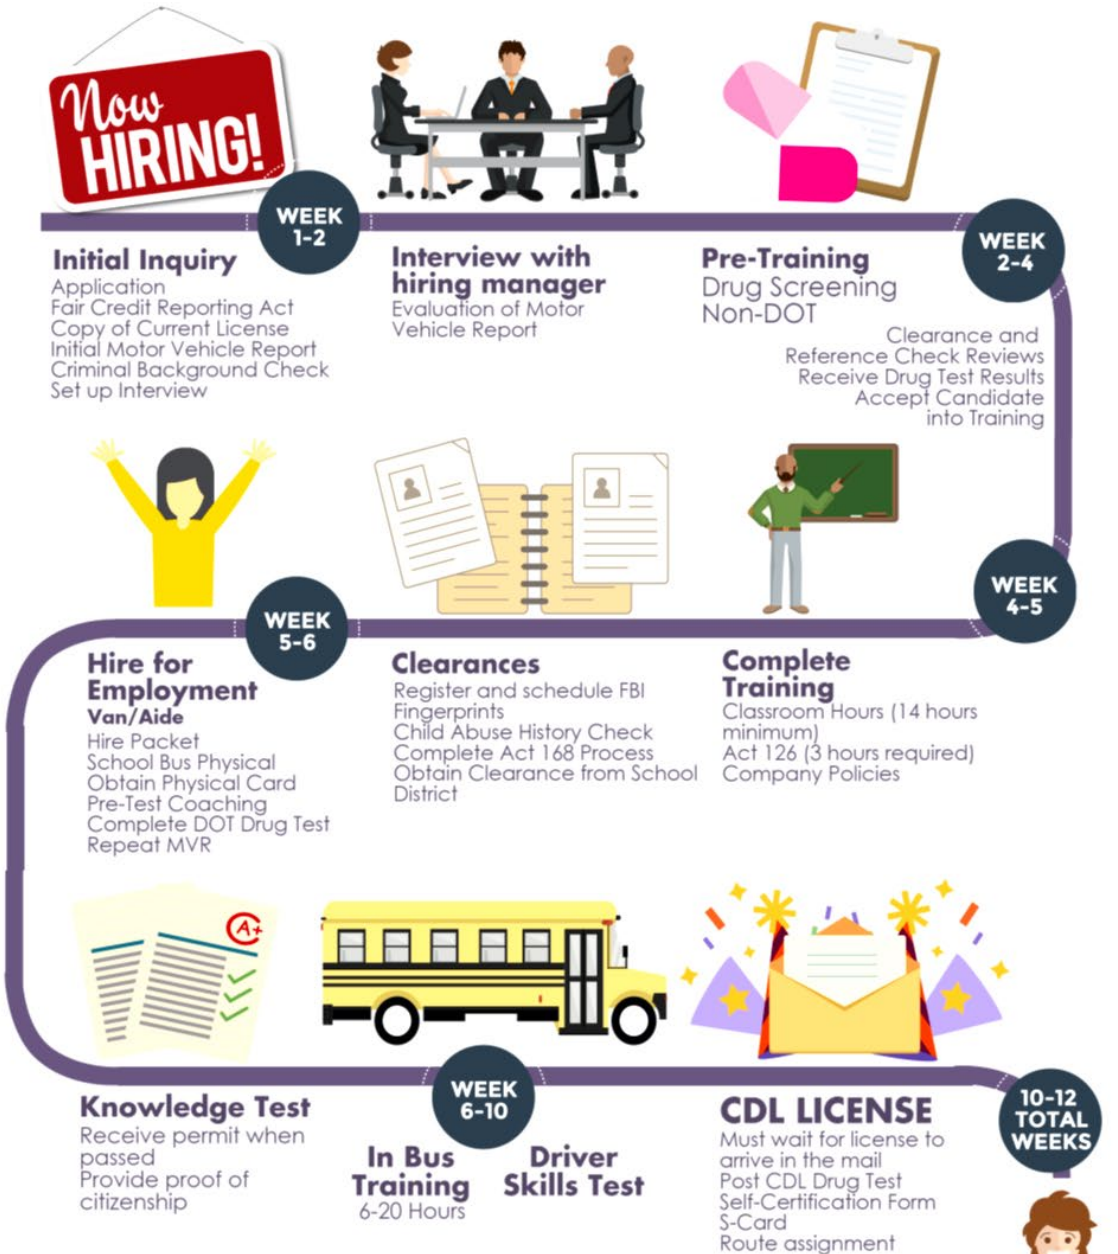 Now
HIRING!
WEEK
1-2
Initial Inquiry
Application
Fair Credit Reporting Act
Copy of Current License
Initial Motor Vehicle Report
Criminal Background Check
Set up Interview
Interview with
hiring manager
Evaluation of Motor
Vehicle Report
Pre-Training
Drug Screening
Non-DOT
WEEK
2-4
Clearance and
Reference Check Reviews
Receive Drug Test Results
Accept Candidate
into Training
WEEK
4-5
Complete
Training
Classroom Hours (14 hours
minimum)
Act 126 (3 hours required)
Company Policies
Clearances
Register and schedule FBI
Fingerprints
Child Abuse History Check
Complete Act 168 Process
Obtain Clearance from School
District
WEEK
5-6
Hire for
Employment
Van/Aide
Hire Packet
School Bus Physical
Obtain Physical Card
Pre-Test Coaching
Complete DOT Drug Test
Repeat MVR
A+
Knowledge Test
Receive permit when
passed
Provide proof of
citizenship
WEEK
6-10
In Bus
Training
6-20 Hours
Driver
Skills Test
CDL LICENSE
Must wait for license to
arrive in the mail
Post CDL Drug Test
Self-Certification Form
S-Card
Route assignment
10-12
TOTAL
WEEKS